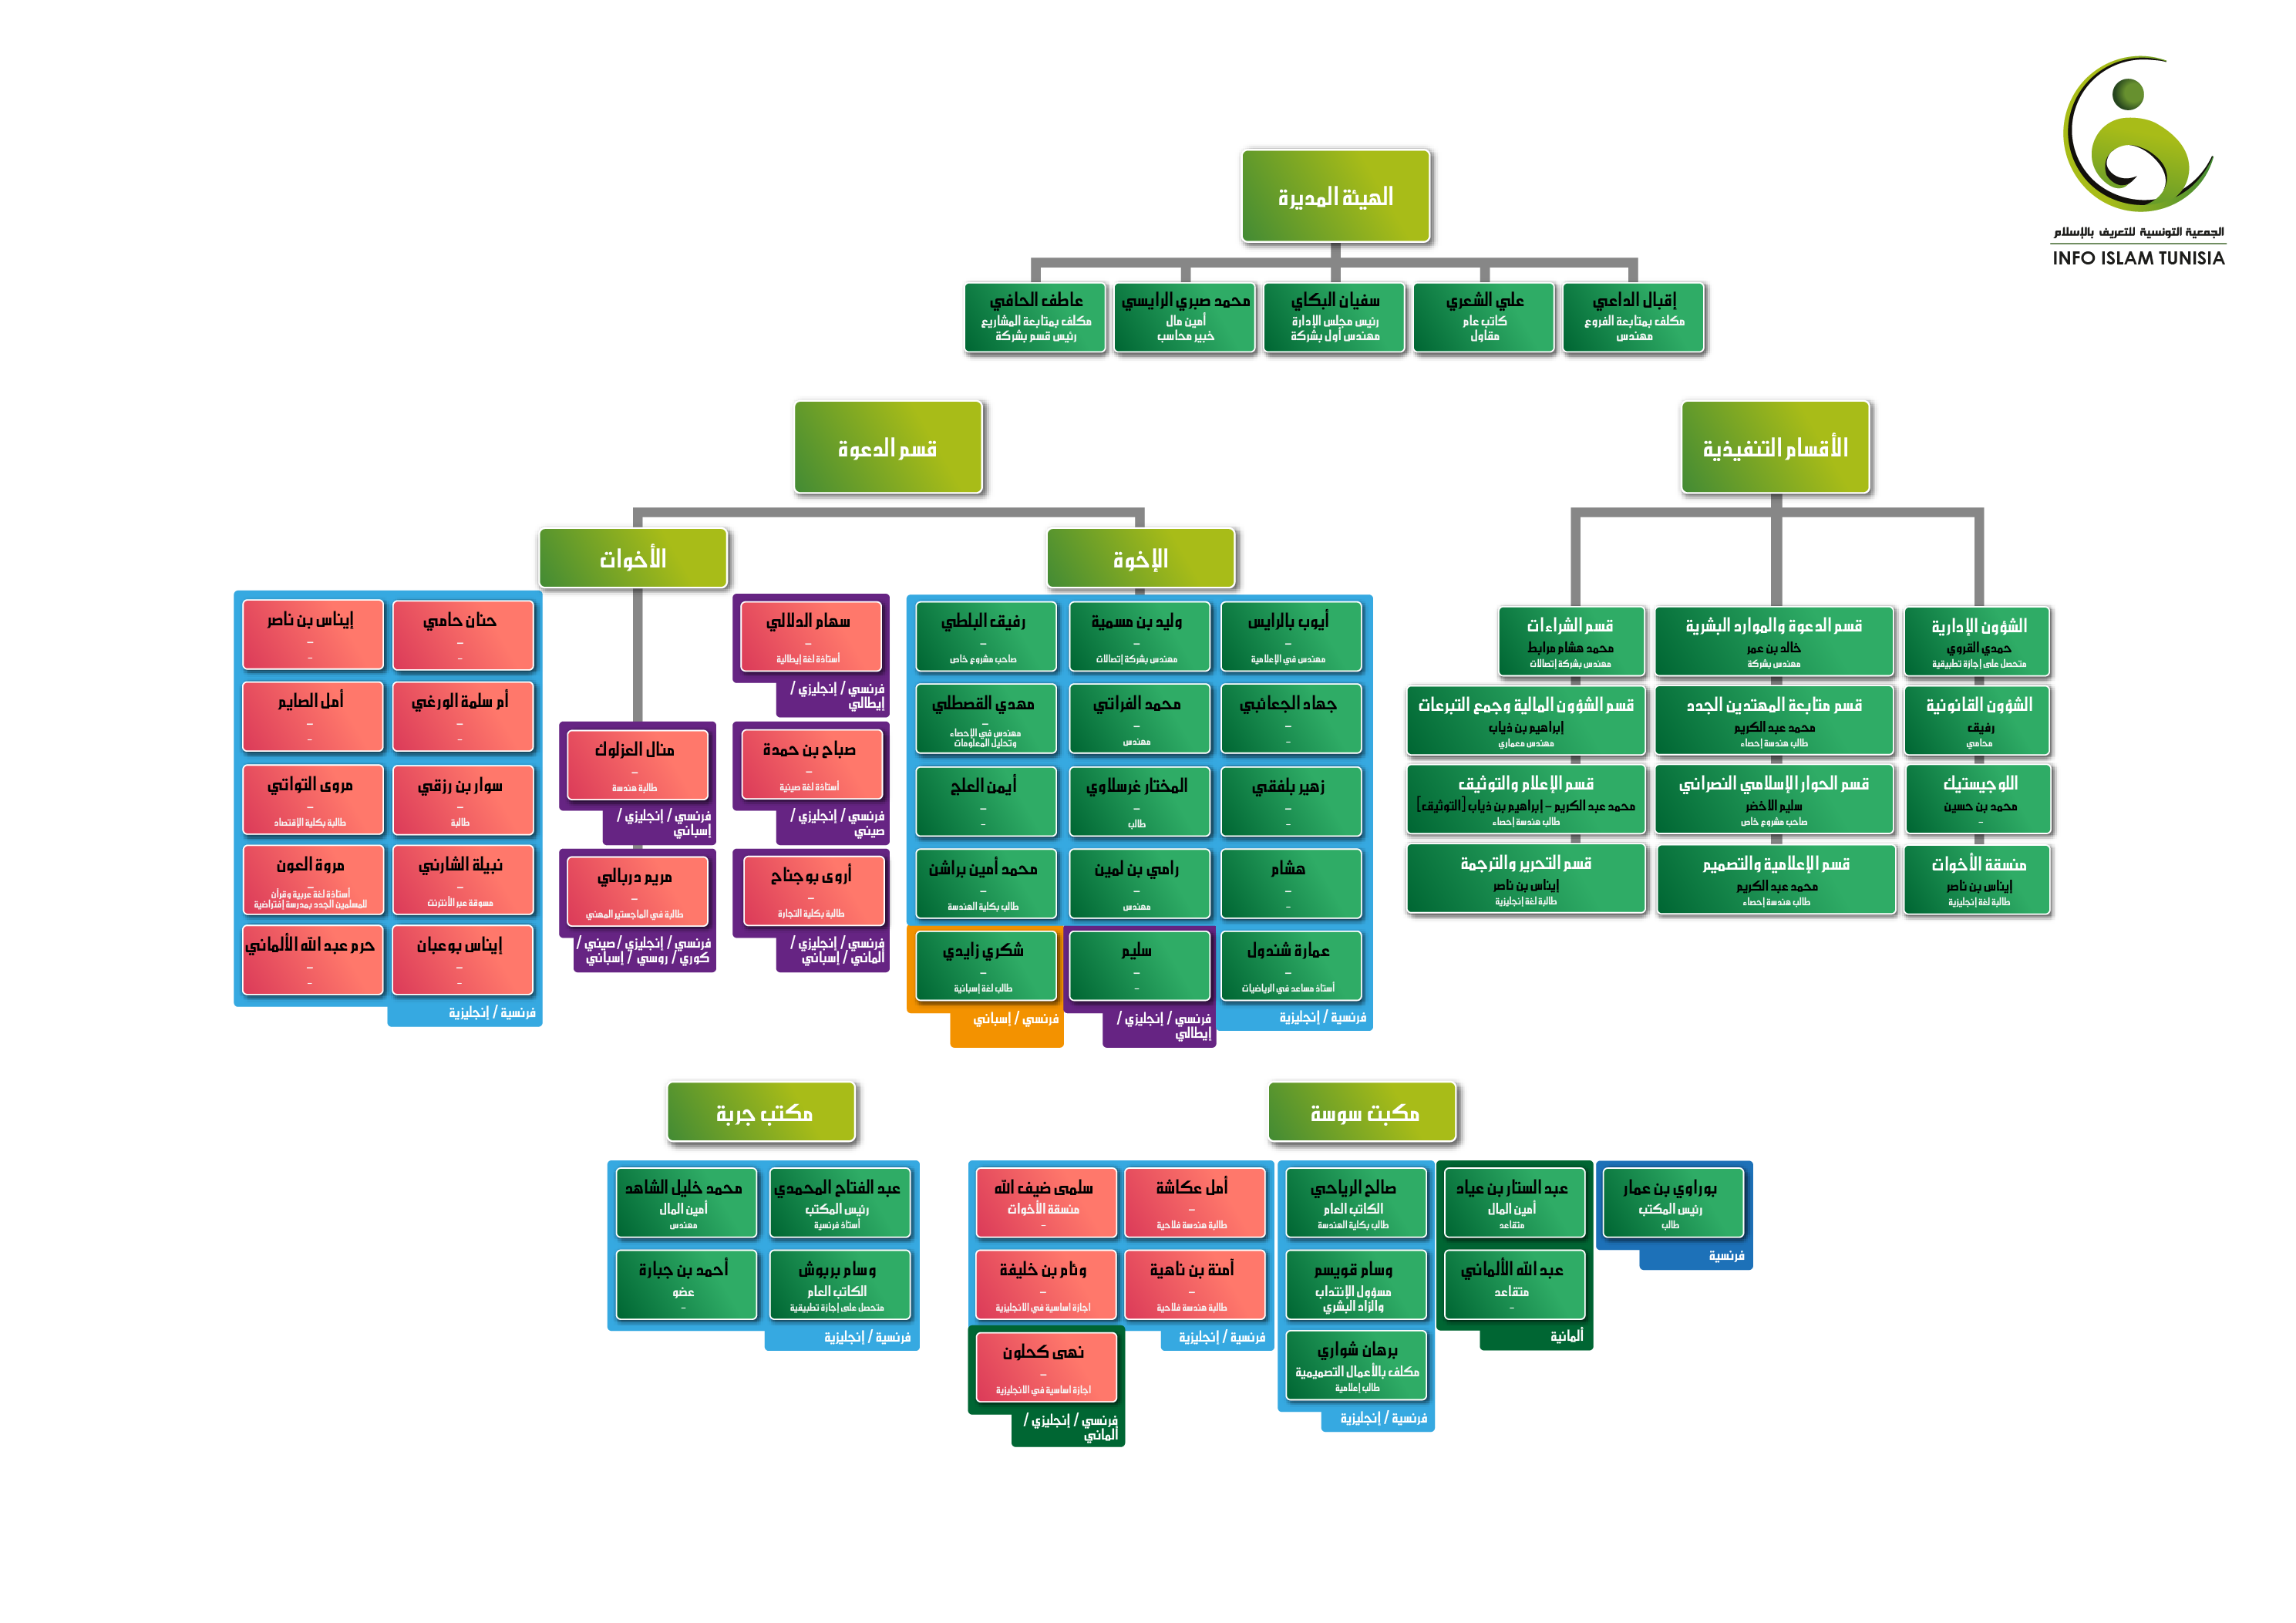 الجمعية التونسية للتعريف بالإسلام
INFO ISLAM TUNISIA
الهيئة المديرة
إقبال الداعي
مكلف بمتابعة الفروع
مهندس
علي الشعري
كاتب عام
مقاول
سفيان البكاي
رئيس مجلس الإدارة
مهندس أول بشركة
محمد صبري الرايسي
أمين مال
خبير محاسب
عاطف الحافي
مكلف بمتابعة المشاريع
رئيس قسم بشركة
الأقسام التنفيذية
الشؤون الإدارية
حمدي القروي
متحصل على إجازة تطبيقية
قسم الدعوة والموارد البشرية
خالد بن عمر
مهندس بشركة
قسم الشراءات
محمد هشام مرابط
مهندس بشركة إتصالات
الشؤون القانونية
رفيق
محامي
قسم متابعة المهتدين الجدد
محمد عبد الكريم
طالب هندسة إحصاء
قسم الشؤون المالية وجمع التبرعات
إبراهيم بن ذياب
مهندس معماري
اللوجيستيك
محمد بن حسين
-
قسم الحوار الإسلامي النصراني
سليم الأخضر
صاحب مشروع خاص
قسم الإعلام والتوثيق
محمد عبد الكريم - إبراهيم بن ذياب [التوثيق]
طالب هندسة إحصاء
منسقة الأخوات
إيناس بن ناصر
طالبة لغة إنجليزية
قسم الإعلامية والتصميم
محمد عبد الكريم
طالب هندسة إحصاء
قسم التحرير والترجمة
إيناس بن ناصر
طالبة لغة إنجليزية
قسم الدعوة
الإخوة
أيوب بالرايس
-
مهندس في الإعلامية
وليد بن مسمية
-
مهندس بشركة إتصالات
رفيق البلطي
-
صاحب مشروع خاص
جهاد الجعانبي
-
-
محمد الفراتي
-
مهندس
مهدي القصطلي
-
مهندس في الإحصاء
وتحليل المعلومات
زهير بلفقي
-
-
المختار غرسلاوي
-
طالب
أيمن العلج
-
-
هشام
-
-
رامي بن لمين
-
مهندس
محمد أمين براشن
-
طالب بكلية الهندسة
عمارة شندول
-
أستاذ مساعد في الرياضيات
فرنسية / إنجليزية
سليم
-
-
فرنسي / إنجليزي /
إيطالي
شكري زايدي
-
طالب لغة إسبانية
فرنسي / إسباني
الأخوات
سهام الدلالي
-
أستاذة لغة إيطالية
فرنسي / إنجليزي /
إيطالي
صباح بن حمدة
-
أستاذة لغة صينية
فرنسي / إنجليزي /
صيني
أروى بوجناح
-
طالبة بكلية التجارة
فرنسي / إنجليزي /
ألماني / إسباني
منال العزلوك
-
طالبة هندسة
فرنسي / إنجليزي /
إسباني
مريم دربالي
-
طالبة في الماجستير المهني
فرنسي / إنجليزي / صيني /
كوري / روسي / إسباني
حنان حامي
-
-
إيناس بن ناصر
-
-
أم سلمة الورغي
-
-
أمل الصايم
-
-
سوار بن رزقي
-
طالبة
مروى التواتي
-
طالبة بكلية الإقتصاد
نبيلة الشارني
-
مسوقة عبر الأنترنت
مروة العون
-
أستاذة لغة عربية وقرآن
للمسلمين الجدد بمدرسة إفتراضية
إيناس بوعبان
-
-
حرم عبد الله الألماني
-
-
فرنسية / إنجليزية
مكبت سوسة
بوراوي بن عمار
رئيس المكتب
طالب
فرنسية
عبد الستار بن عياد
أمين المال
متقاعد
عبد الله الألماني
متقاعد
-
ألمانية
صالح الرياحي
الكاتب العام
طالب بكلية الهندسة
وسام قويسم
مسؤول الإنتداب
والزاد البشري
برهان شواري
مكلف بالأعمال التصميمية
طالب إعلامية
فرنسية / إنجليزية
أمل عكاشة
-
طالبة هندسة فلاحية
سلمى ضيف الله
منسقة الأخوات
-
آمنة بن ناهية
-
طالبة هندسة فلاحية
وئام بن خليفة
-
اجازة اساسية في الانجليزية
فرنسية / إنجليزية
نهى كحلون
-
اجازة اساسية في الانجليزية
فرنسي / إنجليزي /
ألماني
مكتب جربة
عبد الفتاح المحمدي
رئيس المكتب
أستاذ فرنسية
محمد خليل الشاهد
أمين المال
مهندس
وسام بربوش
الكاتب العام
متحصل على إجازة تطبيقية
أحمد بن جبارة
عضو
-
فرنسية / إنجليزية